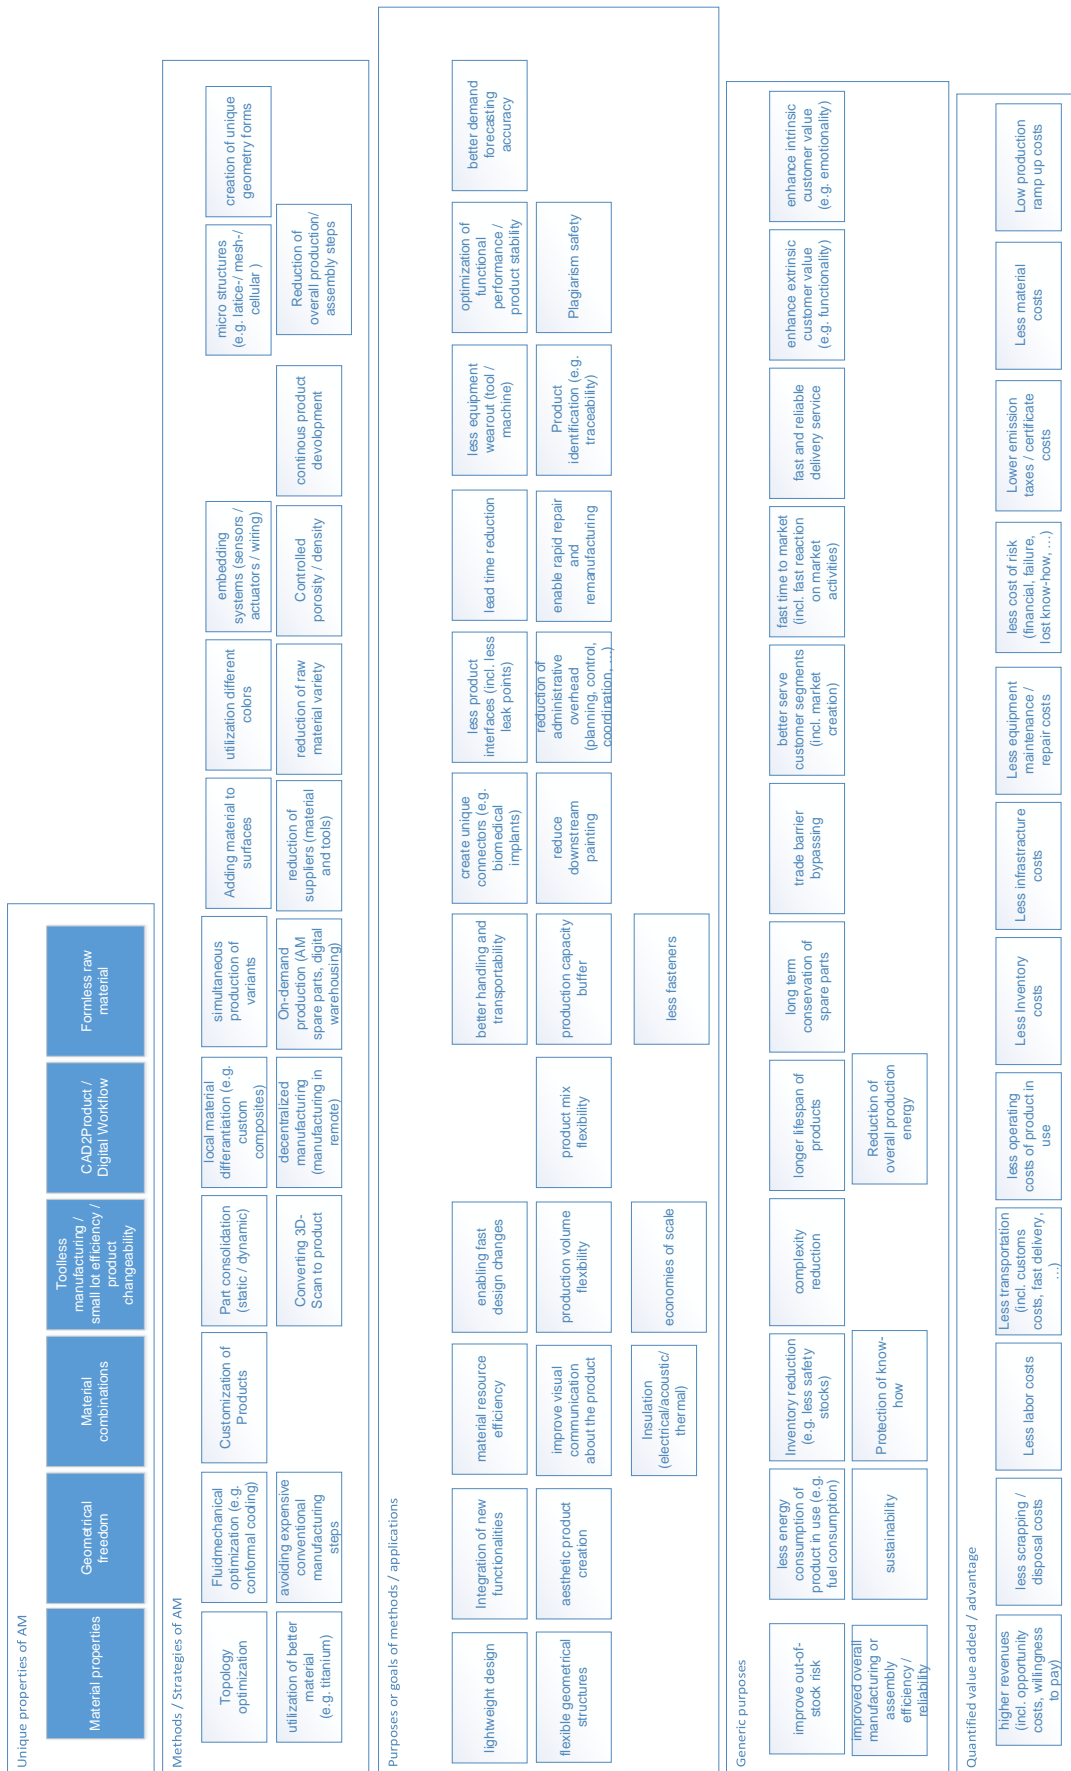 Unique properties of AM
Material properties
Geometrical
freedom
Material
combinations
Toolless
manufacturing /
small lot efficiency /
product
changeability
CAD2Product /
Digital Workflow
Formless raw
material
Methods / Strategies of AM
Topology
optimization
Fluidmechanical
optimization (e.g.
conformal cooling)
Customization of
Products
Part consolidation
(static / dynamic)
local material
differentiation (e.g.
custom
composites)
simultaneous
production of
variants
Adding material to
surfaces
utilization different
colors
embedding
systems (sensors /
actuators / wiring)
micro structures
(e.g. latice-/ mesh-/
cellular )
creation of unique
geometry forms
utilization of better
material
(e.g. titanium)
avoiding expensive
conventional
manufacturing
steps
Converting 3D-
Scan to product
decentralized
manufacturing
(manufacturing in
remote)
On-demand
production (AM
spare parts, digital
warehousing)
reduction of
suppliers (material
and tools)
reduction of raw
material variety
Controlled
porosity / density
continous product
devolopment
Reduction of
overall production/
assembly steps
Purposes or goals of methods / applications
lightweight design
Integration of new
functionalities
material resource
efficiency
enabling fast
design changes
better handling and
transportability
create unique
connectors (e.g.
biomedical
implants)
less product
interfaces (incl. less
leak points)
lead time reduction
less equipment
wearout (tool /
machine)
optimization of
functional
performance /
product stability
better demand
forecasting
accuracy
flexible geometrical
structures
aesthetic product
creation
improve visual
communication
about the product
production volume
flexibility
product mix
flexibility
production capacity
buffer
reduce
downstream
painting
reduction of
administrative
overhead
(planning, control,
coordination, …)
enable rapid repair
and
remanufacturing
Product
identification (e.g.
traceability)
Plagiarism safety
Insulation
(electrical/acoustic/
thermal)
economies of scale
less fasteners
Generic purposes
improve out-of-
stock risk
less energy
consumption of
product in use (e.g.
fuel consumption)
Inventory reduction
(e.g. less safety
stocks)
complexity
reduction
longer lifespan of
products
long term
conservation of
spare parts
trade barrier
bypassing
better serve
customer segments
(incl. market
creation)
fast time to market
(incl. fast reaction
on market
activities)
fast and reliable
delivery service
enhance extrinsic
customer value
(e.g. functionality)
enhance intrinsic
customer value
(e.g. emotionality)
improved overall
manufacturing or
assembly
efficiency /
reliability
sustainability
Protection of know-
how
Reduction of
overall production
energy
Quantified value added / advantage
higher revenues
(incl. opportunity
costs, willingness
to pay)
less scrapping /
disposal costs
Less labor costs
Less transportation
(incl. customs
costs, fast delivery,
…)
less operating
costs of product in
use
Less Inventory
costs
Less infrastructure
costs
Less equipment
maintenance /
repair costs
less cost of risk
(financial, failure,
lost know-how, …)
Lower emission
taxes / certificate
costs
Less material
costs
Low production
ramp up costs